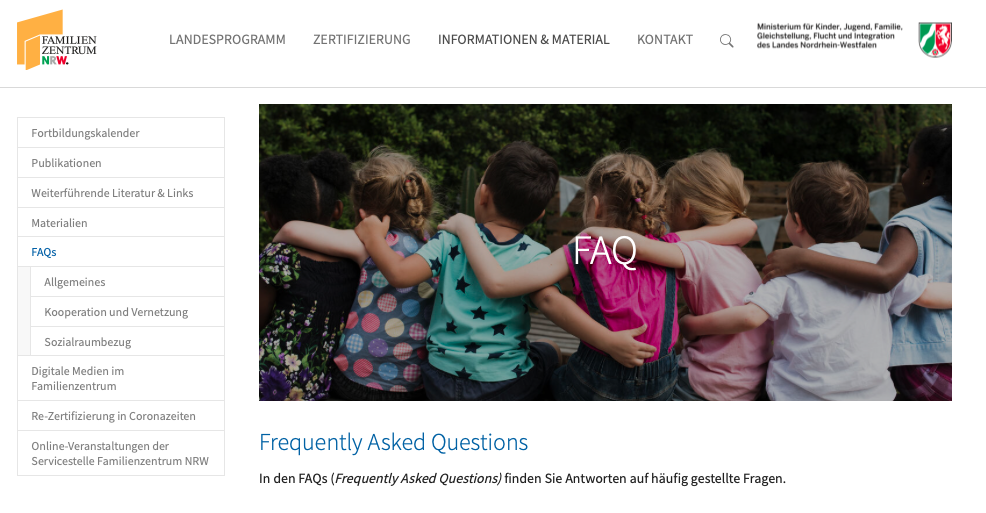 FAMILIEN
ZENTRUM
NRW.
LANDESPROGRAMM
ZERTIFIZIERUNG
INFORMATIONEN & MATERIAL
KONTAKT
Ministerium für Kinder, Jugend, Familie,
Gleichstellung, Flucht und Integration
des Landes Nordrhein-Westfalen
Fortbildungskalender
Publikationen
Weiterführende Literatur & Links
Materialien
FAQs
Allgemeines
Kooperation und Vernetzung
Sozialraumbezug
Digitale Medien im
Familienzentrum
Re-Zertifizierung in Coronazeiten
Online-Veranstaltungen der
Servicestelle Familienzentrum NRW
FAQ
Frequently Asked Questions
In den FAQs (Frequently Asked Questions) finden Sie Antworten auf häufig gestellte Fragen.